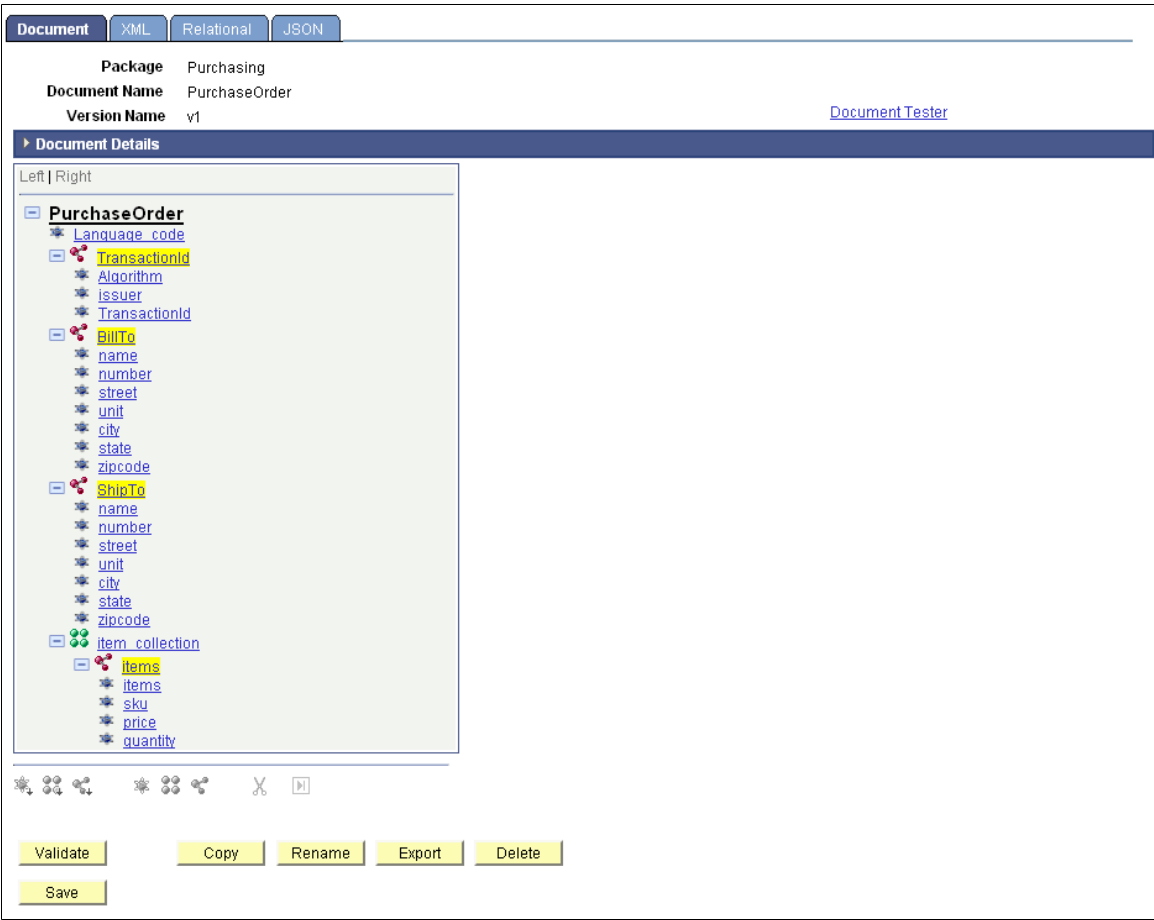 Document XML Relational JSON
Package Purchasing
Document Name PurchaseOrder
Version Name v1 Document Tester
Document Details
Left | Right
PurchaseOrder
Language_code
TransactionId
Algorithm
issuer
TransactionId
BillTo
name
number
street
unit
city
state
zipcode
ShipTo
name
number
street
unit
city
state
zipcode
item_collection
items
items
sku
price
quantity
Validate Copy Rename Export Delete
Save